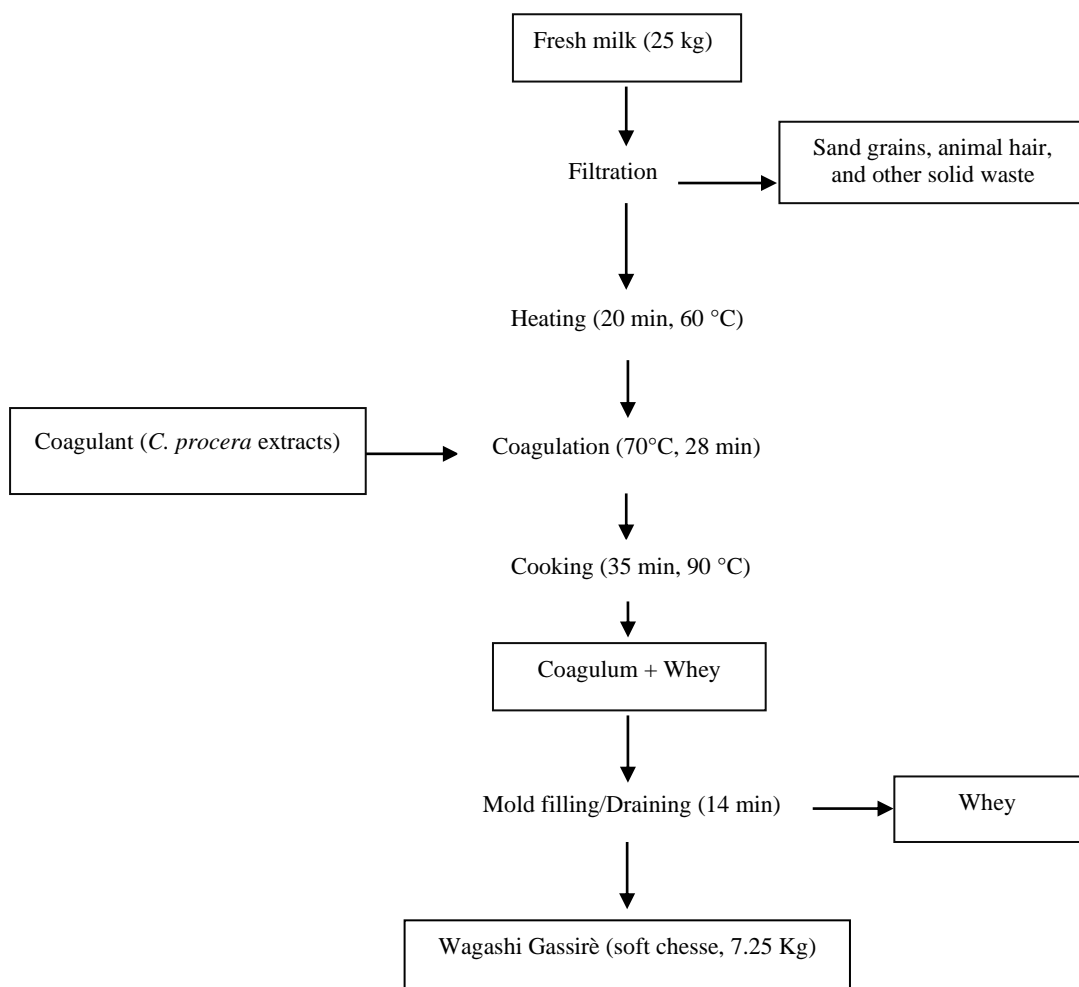 Fresh milk (25 kg)
Sand grains, animal hair,
and other solid waste
Filtration
Heating (20 min, 60 °C)
Coagulant (C. procera extracts)
Coagulation (70°C, 28 min)
Cooking (35 min, 90 °C)
Coagulum + Whey
Mold filling/Draining (14 min)
Whey
Wagashi Gassirè (soft chesse, 7.25 Kg)